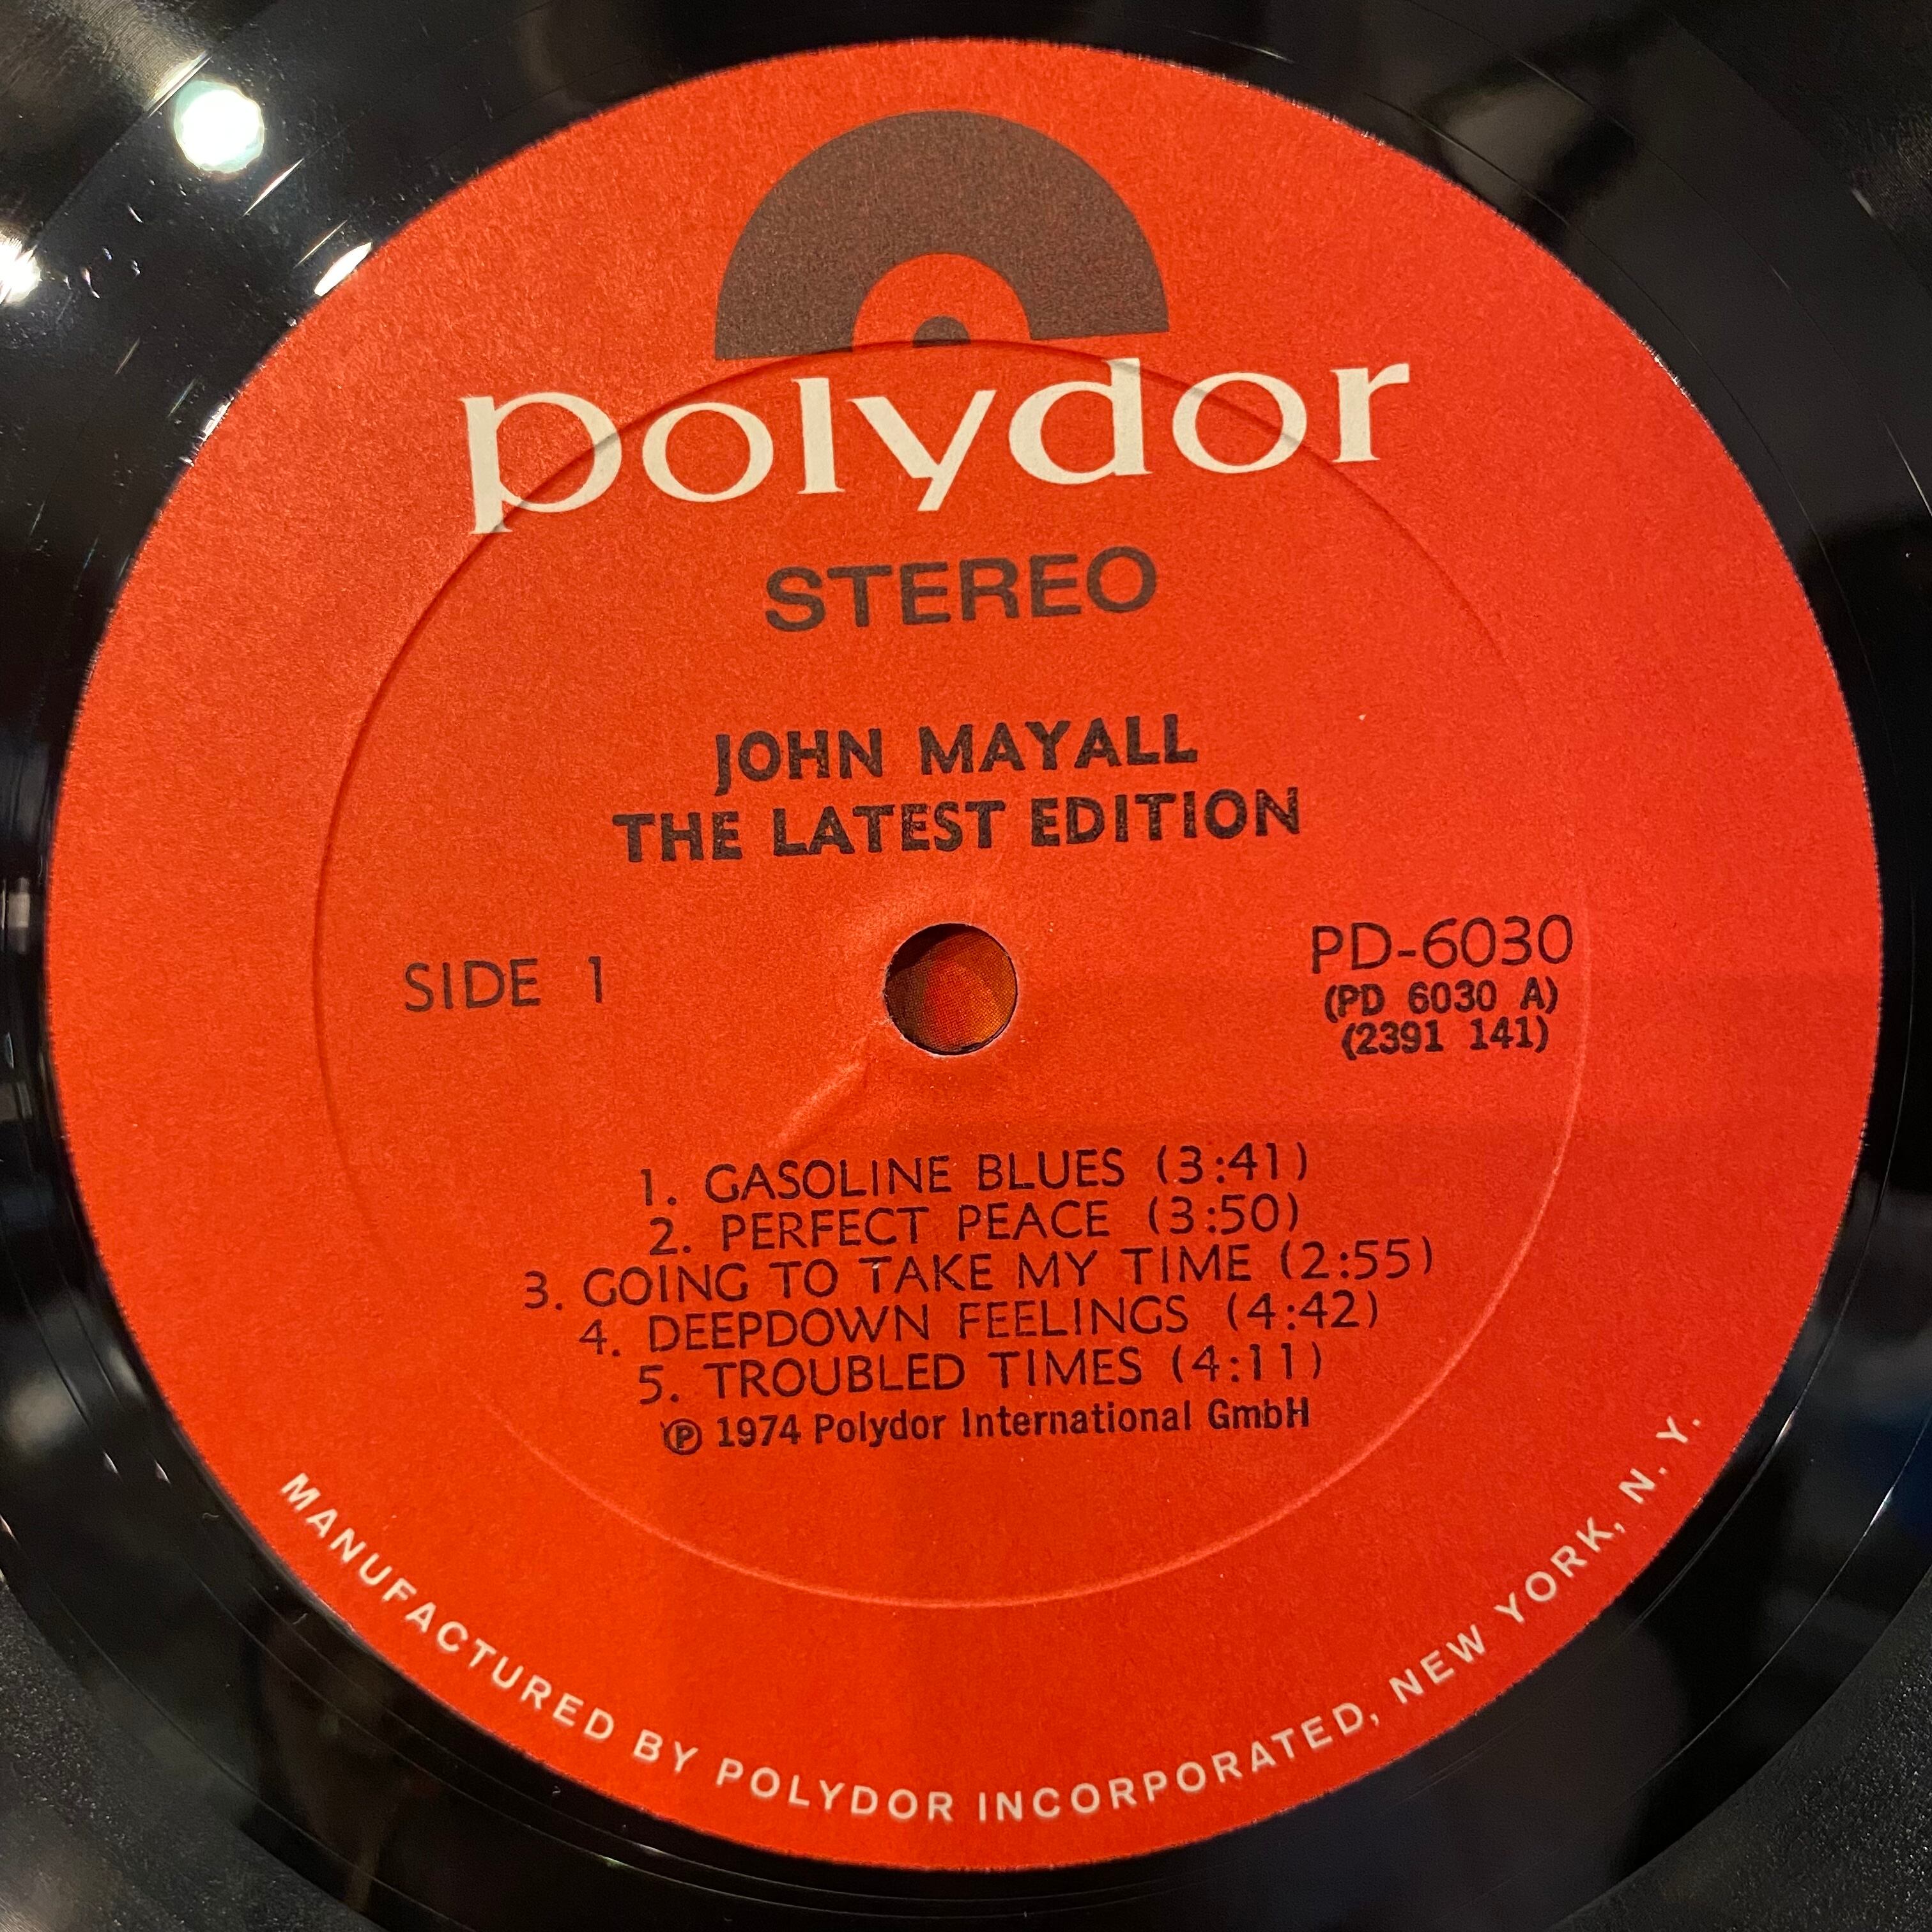 polydor
STEREO
JOHN MAYALL
THE LATEST EDITION
SIDE 1
PD-6030
(PD 6030 A)
(2391 141)
1. GASOLINE BLUES (3:41)
2. PERFECT PEACE (3:50)
3. GOING TO TAKE MY TIME (2:55)
4. DEEPDOWN FEELINGS (4:42)
5. TROUBLED TIMES (4:11)
℗ 1974 Polydor International GmbH
MANUFACTURED BY POLYDOR INCORPORATED, NEW YORK, N. Y.